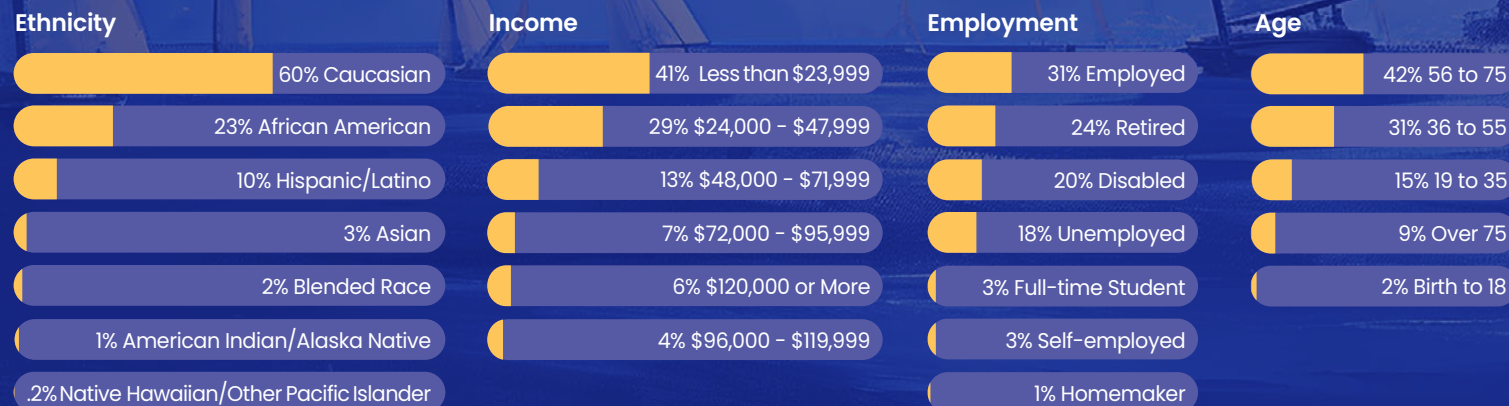 Ethnicity
60% Caucasian
23% African American
10% Hispanic/Latino
3% Asian
2% Blended Race
1% American Indian/Alaska Native
.2% Native Hawaiian/Other Pacific Islander
Income
41% Less than $23,999
29% $24,000 - $47,999
13% $48,000 - $71,999
7% $72,000 - $95,999
6% $120,000 or More
4% $96,000 - $119,999
Employment
31% Employed
24% Retired
20% Disabled
18% Unemployed
3% Full-time Student
3% Self-employed
1% Homemaker
Age
42% 56 to 75
31% 36 to 55
15% 19 to 35
9% Over 75
2% Birth to 18